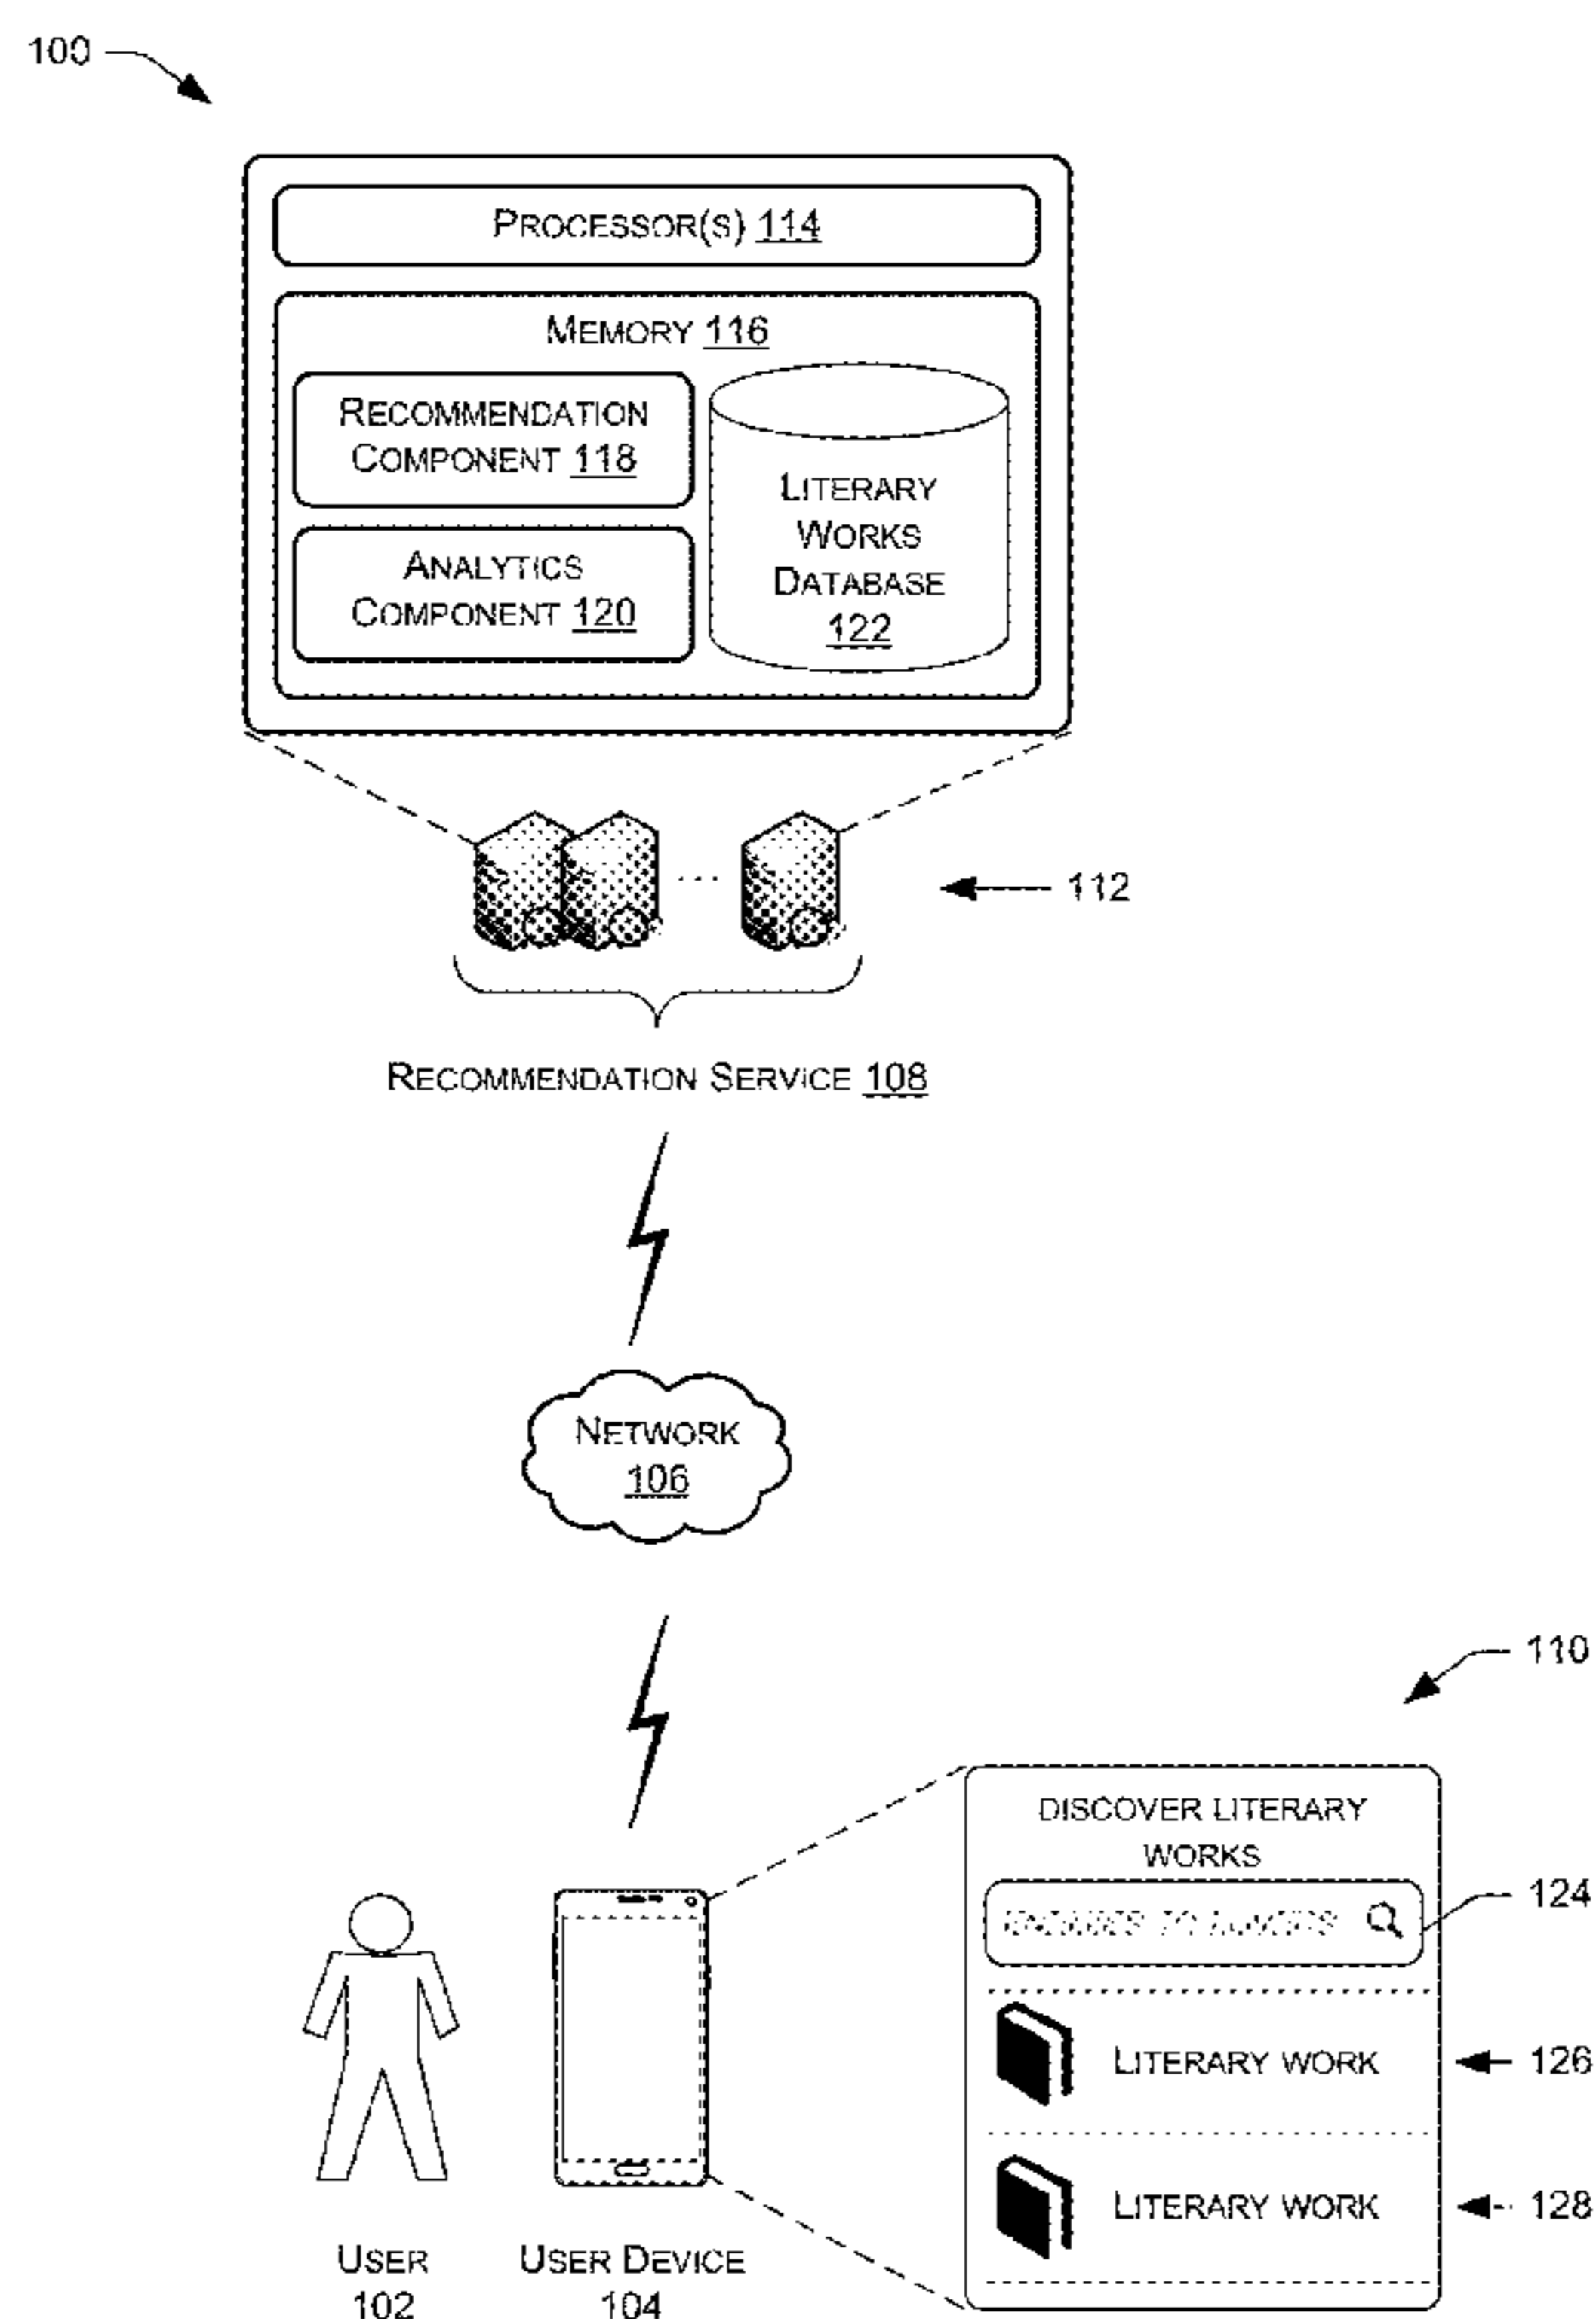 100
PROCESSOR(S) 114
MEMORY 116
RECOMMENDATION
COMPONENT 118
ANALYTICS
COMPONENT 120
LITERARY
WORKS
DATABASE
122
112
RECOMMENDATION SERVICE 108
NETWORK
106
110
DISCOVER LITERARY
WORKS
124
LITERARY WORK
126
LITERARY WORK
128
USER
102
USER DEVICE
104